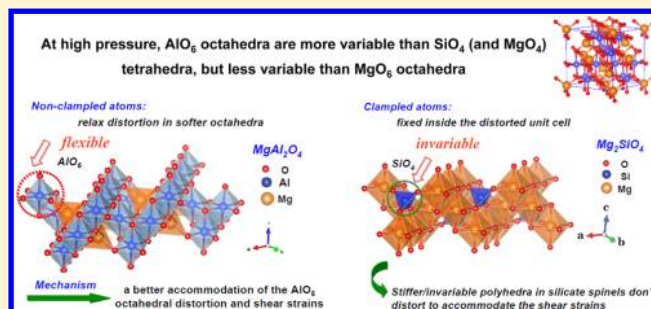 At high pressure, AlO6 octahedra are more variable than SiO4 (and MgO4)
tetrahedra, but less variable than MgO6 octahedra
Non-clampled atoms:
relax distortion in softer octahedra
flexible
AlO6
MgAl2O4
O
Al
Mg
Mechanism
a better accommodation of the AlO6
octahedral distortion and shear strains
Clampled atoms:
fixed inside the distorted unit cell
invariable
SiO4
Mg2SiO4
O
Si
Mg
c
a
b
Stiffer/invariable polyhedra in silicate spinels don'
distort to accommodate the shear strains